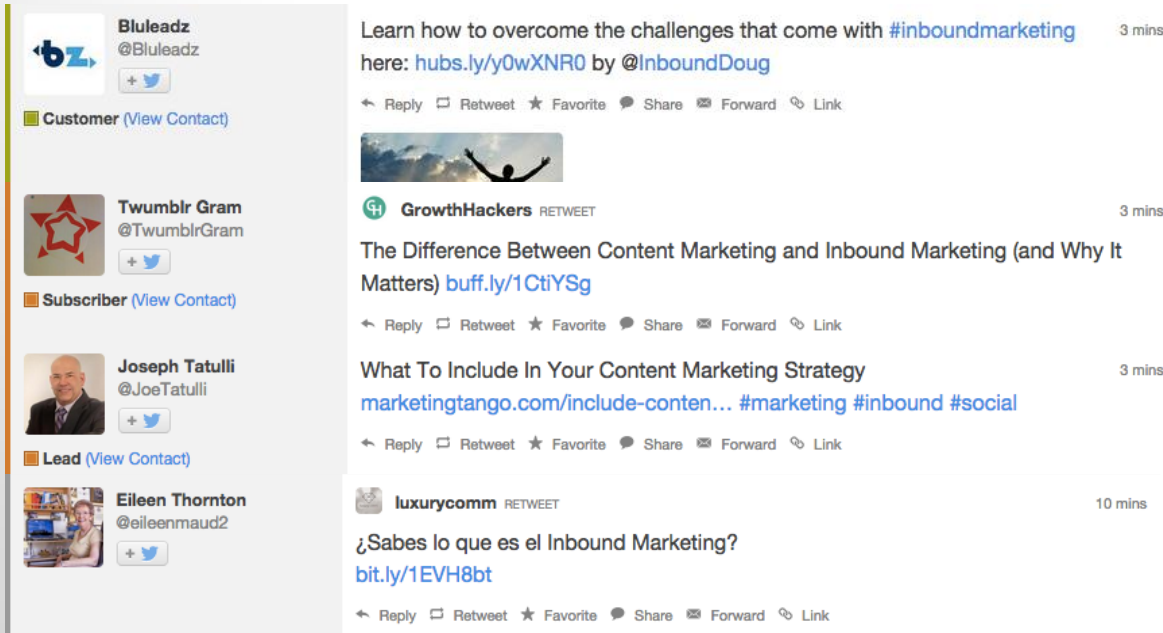 bz
Bluleadz
@Bluleadz
+
Customer (View Contact)
Learn how to overcome the challenges that come with #inboundmarketing
3 mins
here: hubs.ly/y0wXNR0 by @InboundDoug
Reply Retweet Favorite Share Forward Link
Twumblr Gram
@TwumblrGram
+
Subscriber (View Contact)
GH GrowthHackers RETWEET
3 mins
The Difference Between Content Marketing and Inbound Marketing (and Why It
Matters) buff.ly/1CtiYSg
Reply Retweet Favorite Share Forward Link
Joseph Tatulli
@JoeTatulli
+
Lead (View Contact)
What To Include In Your Content Marketing Strategy
3 mins
marketingtango.com/include-conten... #marketing #inbound #social
Reply Retweet Favorite Share Forward Link
Eileen Thornton
@eileenmaud2
+
luxurycomm RETWEET
10 mins
¿Sabes lo que es el Inbound Marketing?
bit.ly/1EVH8bt
Reply Retweet Favorite Share Forward Link